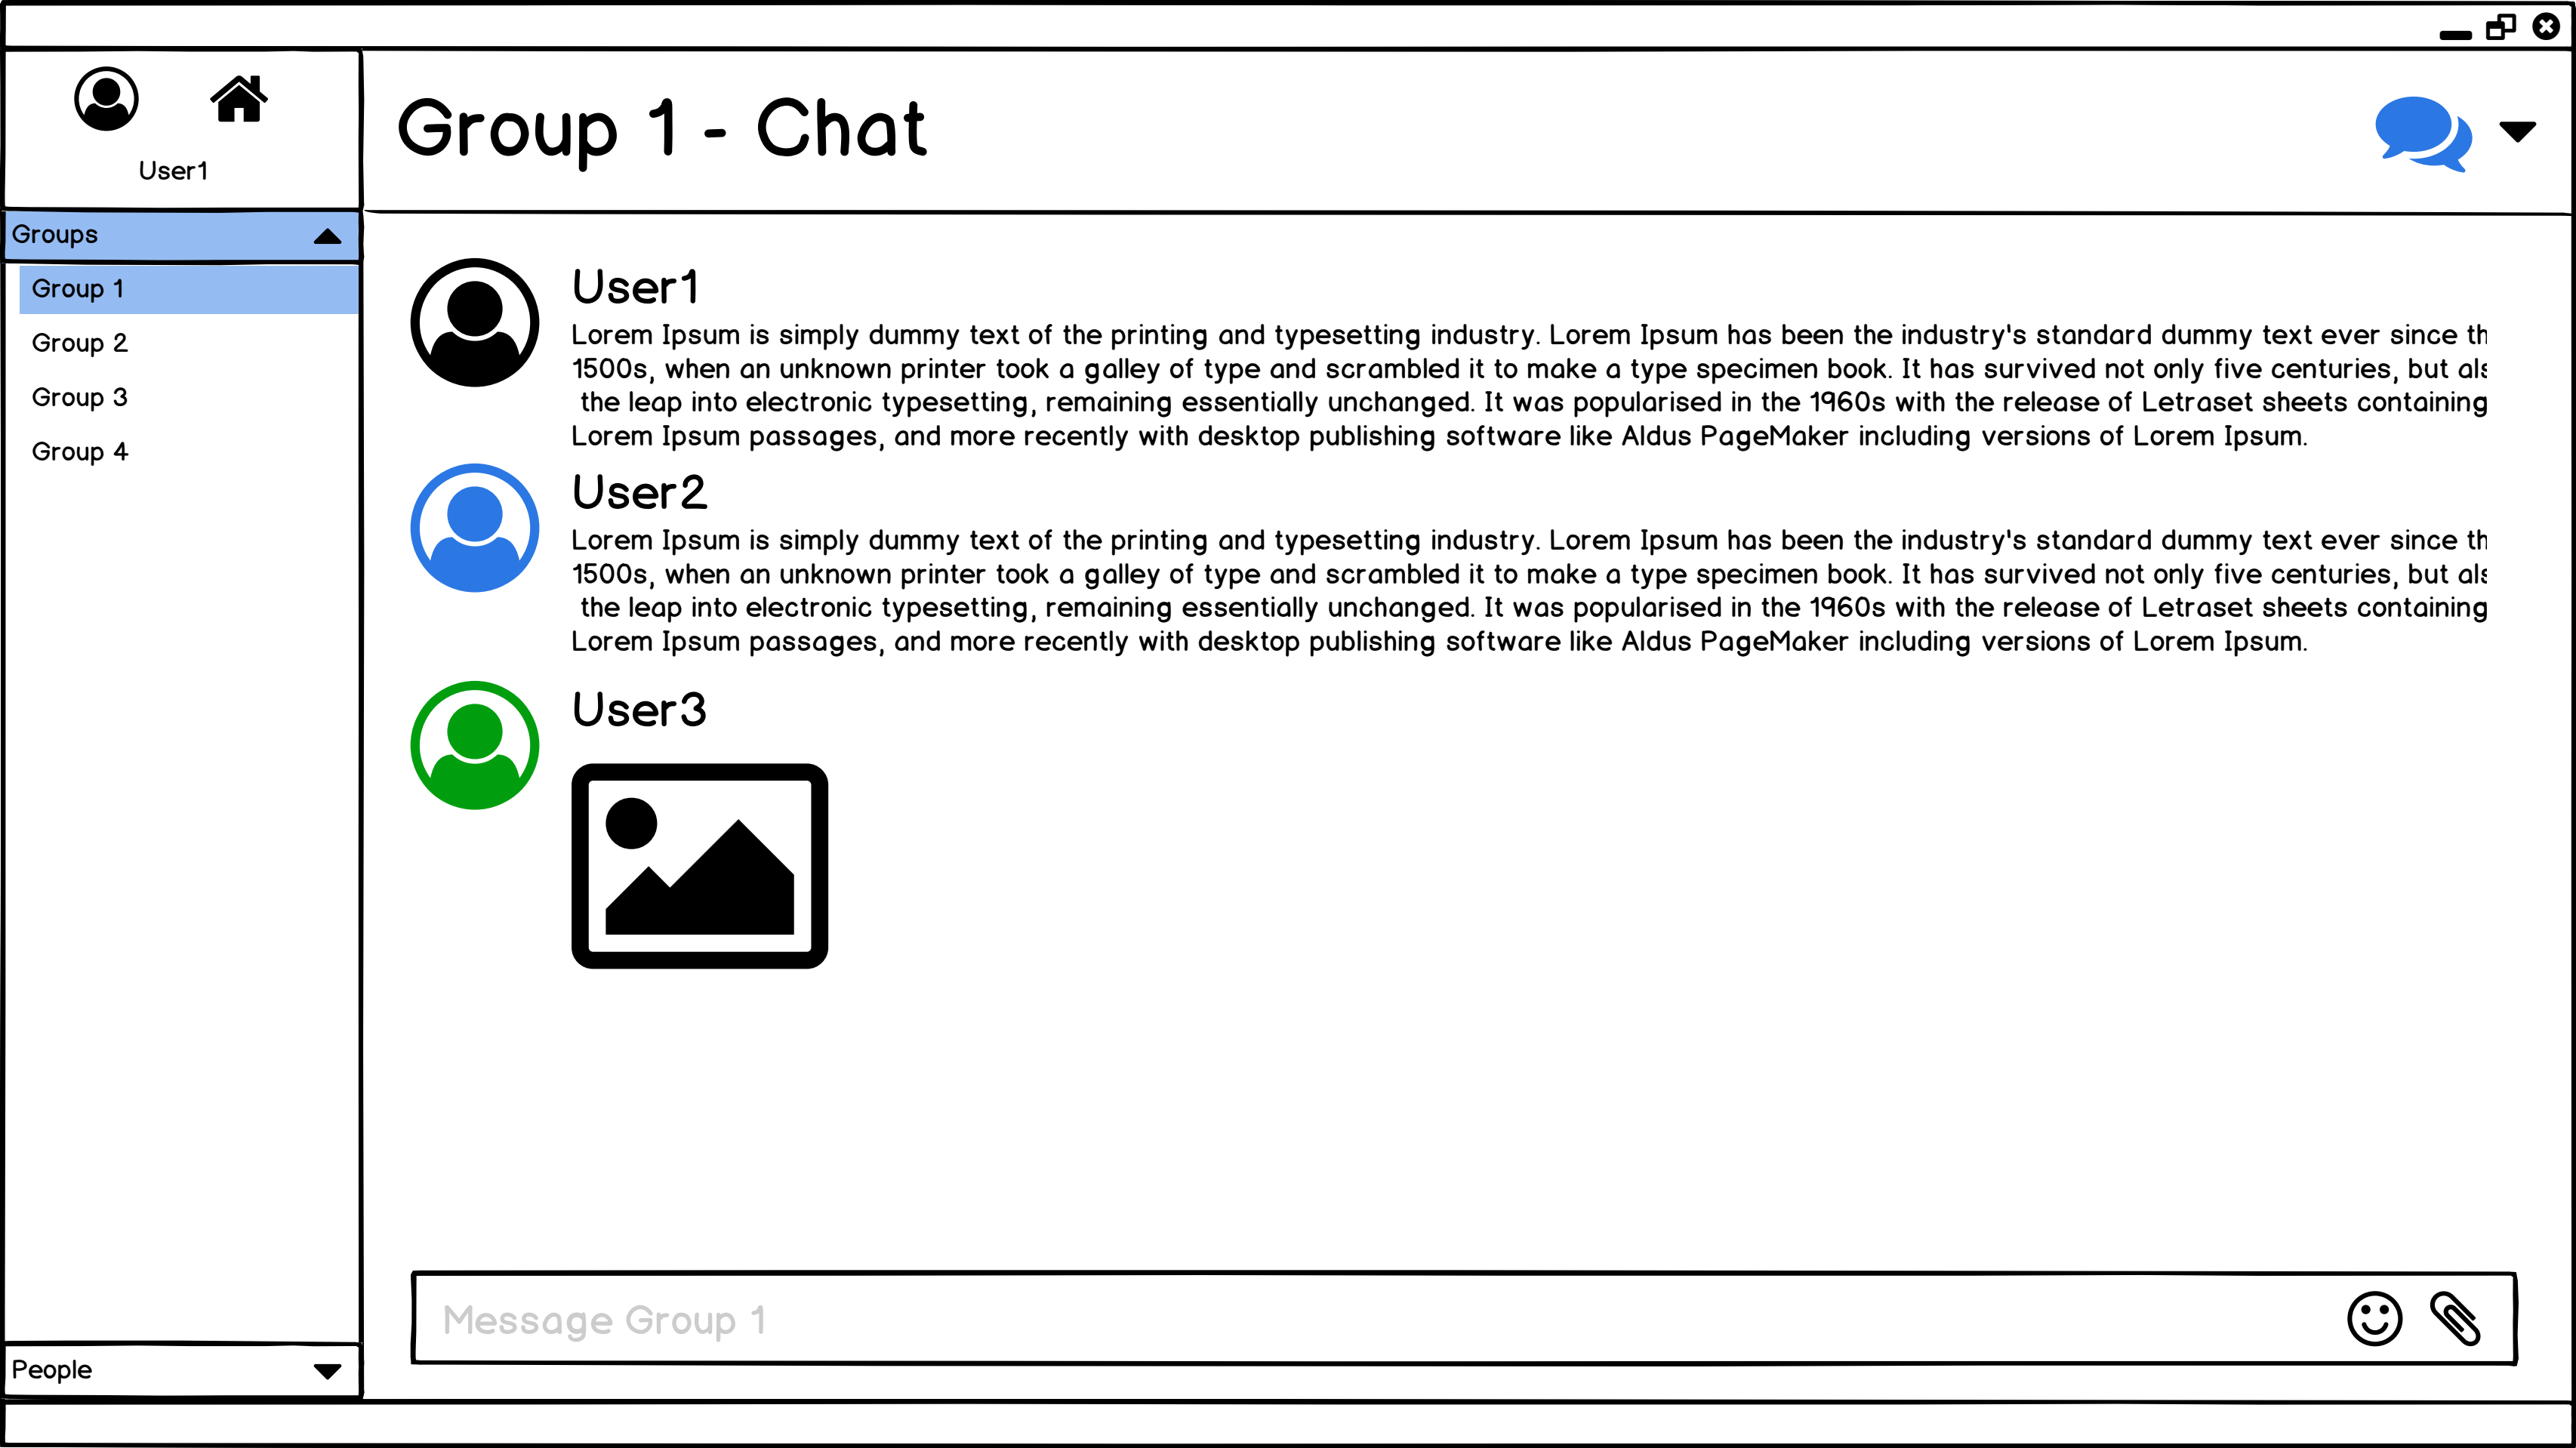 User1
Groups
Group 1
Group 2
Group 3
Group 4
People
Group 1 - Chat
User1
Lorem Ipsum is simply dummy text of the printing and typesetting industry. Lorem Ipsum has been the industry's standard dummy text ever since th
1500s, when an unknown printer took a galley of type and scrambled it to make a type specimen book. It has survived not only five centuries, but als
the leap into electronic typesetting, remaining essentially unchanged. It was popularised in the 1960s with the release of Letraset sheets containing
Lorem Ipsum passages, and more recently with desktop publishing software like Aldus PageMaker including versions of Lorem Ipsum.
User2
Lorem Ipsum is simply dummy text of the printing and typesetting industry. Lorem Ipsum has been the industry's standard dummy text ever since th
1500s, when an unknown printer took a galley of type and scrambled it to make a type specimen book. It has survived not only five centuries, but als
the leap into electronic typesetting, remaining essentially unchanged. It was popularised in the 1960s with the release of Letraset sheets containing
Lorem Ipsum passages, and more recently with desktop publishing software like Aldus PageMaker including versions of Lorem Ipsum.
User3
Message Group 1